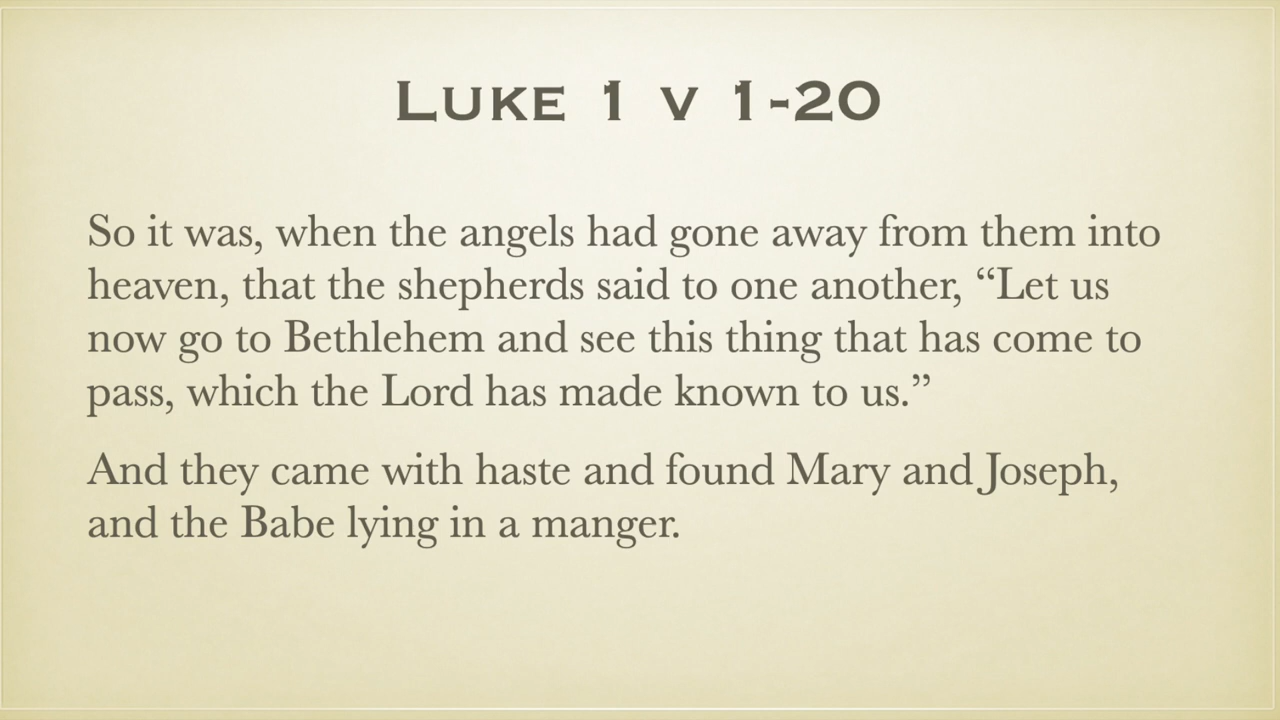 Luke 1 v 1-20
So it was, when the angels had gone away from them into
heaven, that the shepherds said to one another, “Let us
now go to Bethlehem and see this thing that has come to
pass, which the Lord has made known to us.”
And they came with haste and found Mary and Joseph,
and the Babe lying in a manger.